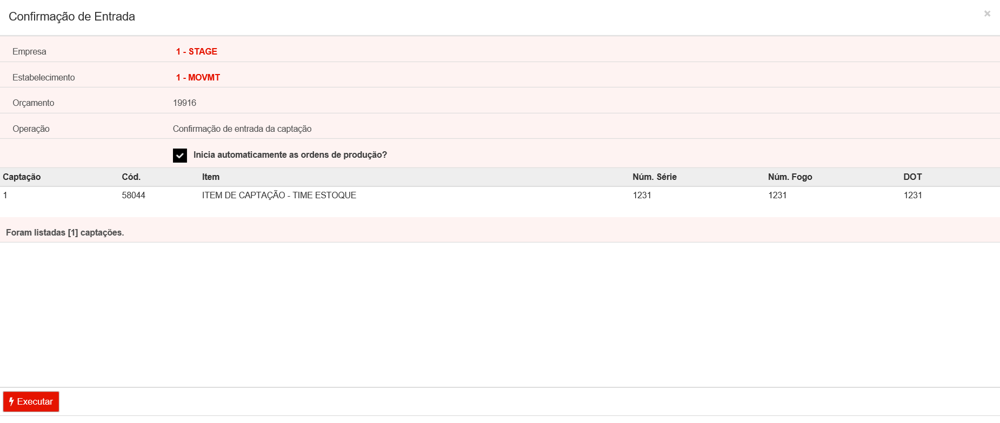 Confirmação de Entrada
×
Empresa 1 - STAGE
Estabelecimento 1 - MOVMT
Orçamento 19916
Operação Confirmação de entrada da captação
Inicia automaticamente as ordens de produção?
Captação Cód. Item Núm. Série Núm. Fogo DOT
1 58044 ITEM DE CAPTAÇÃO - TIME ESTOQUE 1231 1231 1231
Foram listadas [1] captações.
Executar